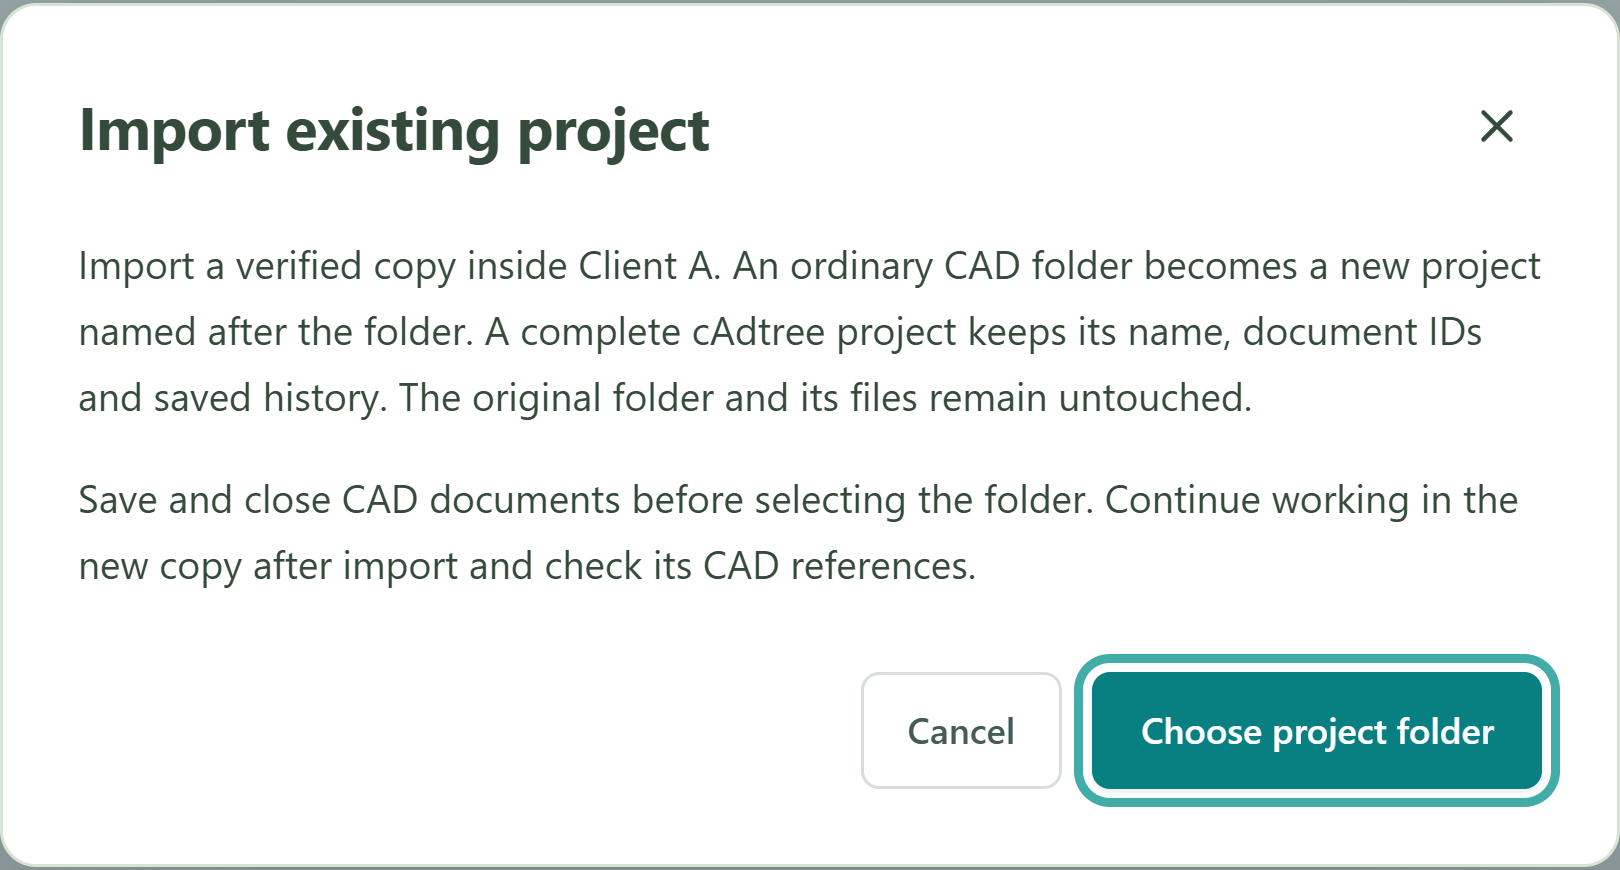 Import existing project
Import a verified copy inside Client A. An ordinary CAD folder becomes a new project
named after the folder. A complete cAdtree project keeps its name, document IDs
and saved history. The original folder and its files remain untouched.
Save and close CAD documents before selecting the folder. Continue working in the
new copy after import and check its CAD references.
Cancel
Choose project folder